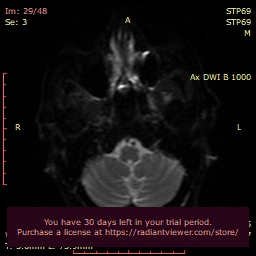 Im: 29/48
Se: 3
A
STP69
STP69
M
Ax DWI B 1000
R
L
You have 30 days left in your trial period.
Purchase a license at https://radiantviewer.com/store/